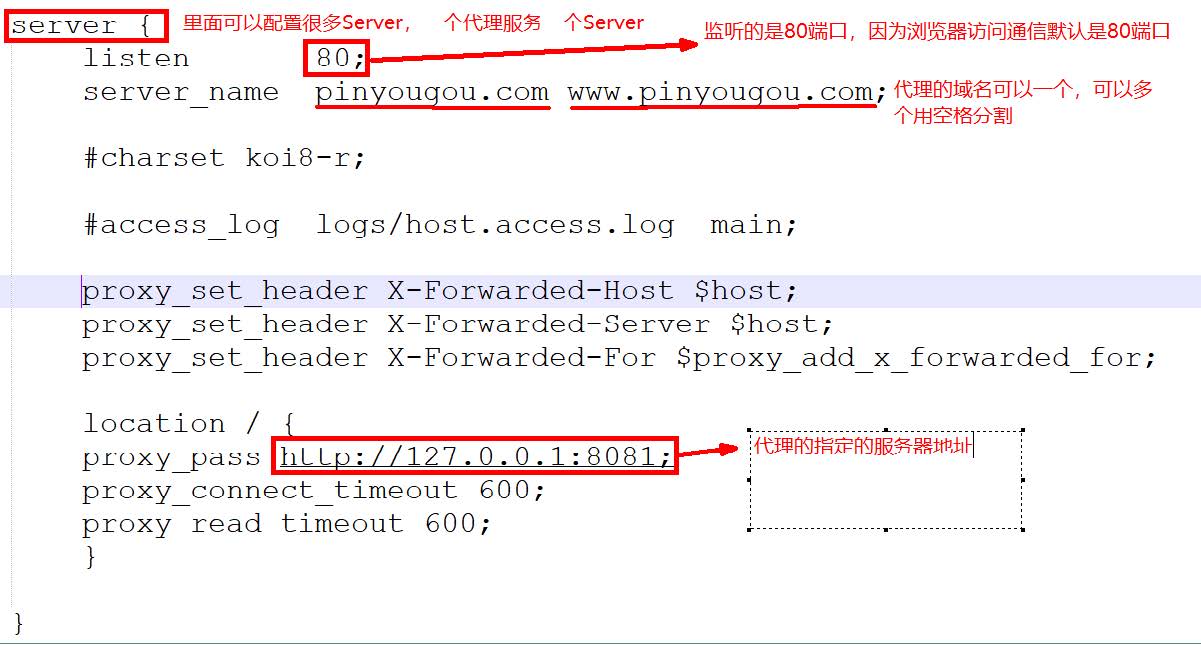 server {
里面可以配置很多Server， 个代理服务 个Server
listen 80;
监听的是80端口，因为浏览器访问通信默认是80端口
server_name pinyougou.com www.pinyougou.com;
代理的域名可以一个，可以多
个用空格分割
#charset koi8-r;
#access_log logs/host.access.log main;
proxy_set_header X-Forwarded-Host $host;
proxy_set_header X-Forwarded-Server $host;
proxy_set_header X-Forwarded-For $proxy_add_x_forwarded_for;
location / {
proxy_pass http://127.0.0.1:8081;
代理的指定的服务器地址
proxy_connect_timeout 600;
proxy_read_timeout 600;
}
}